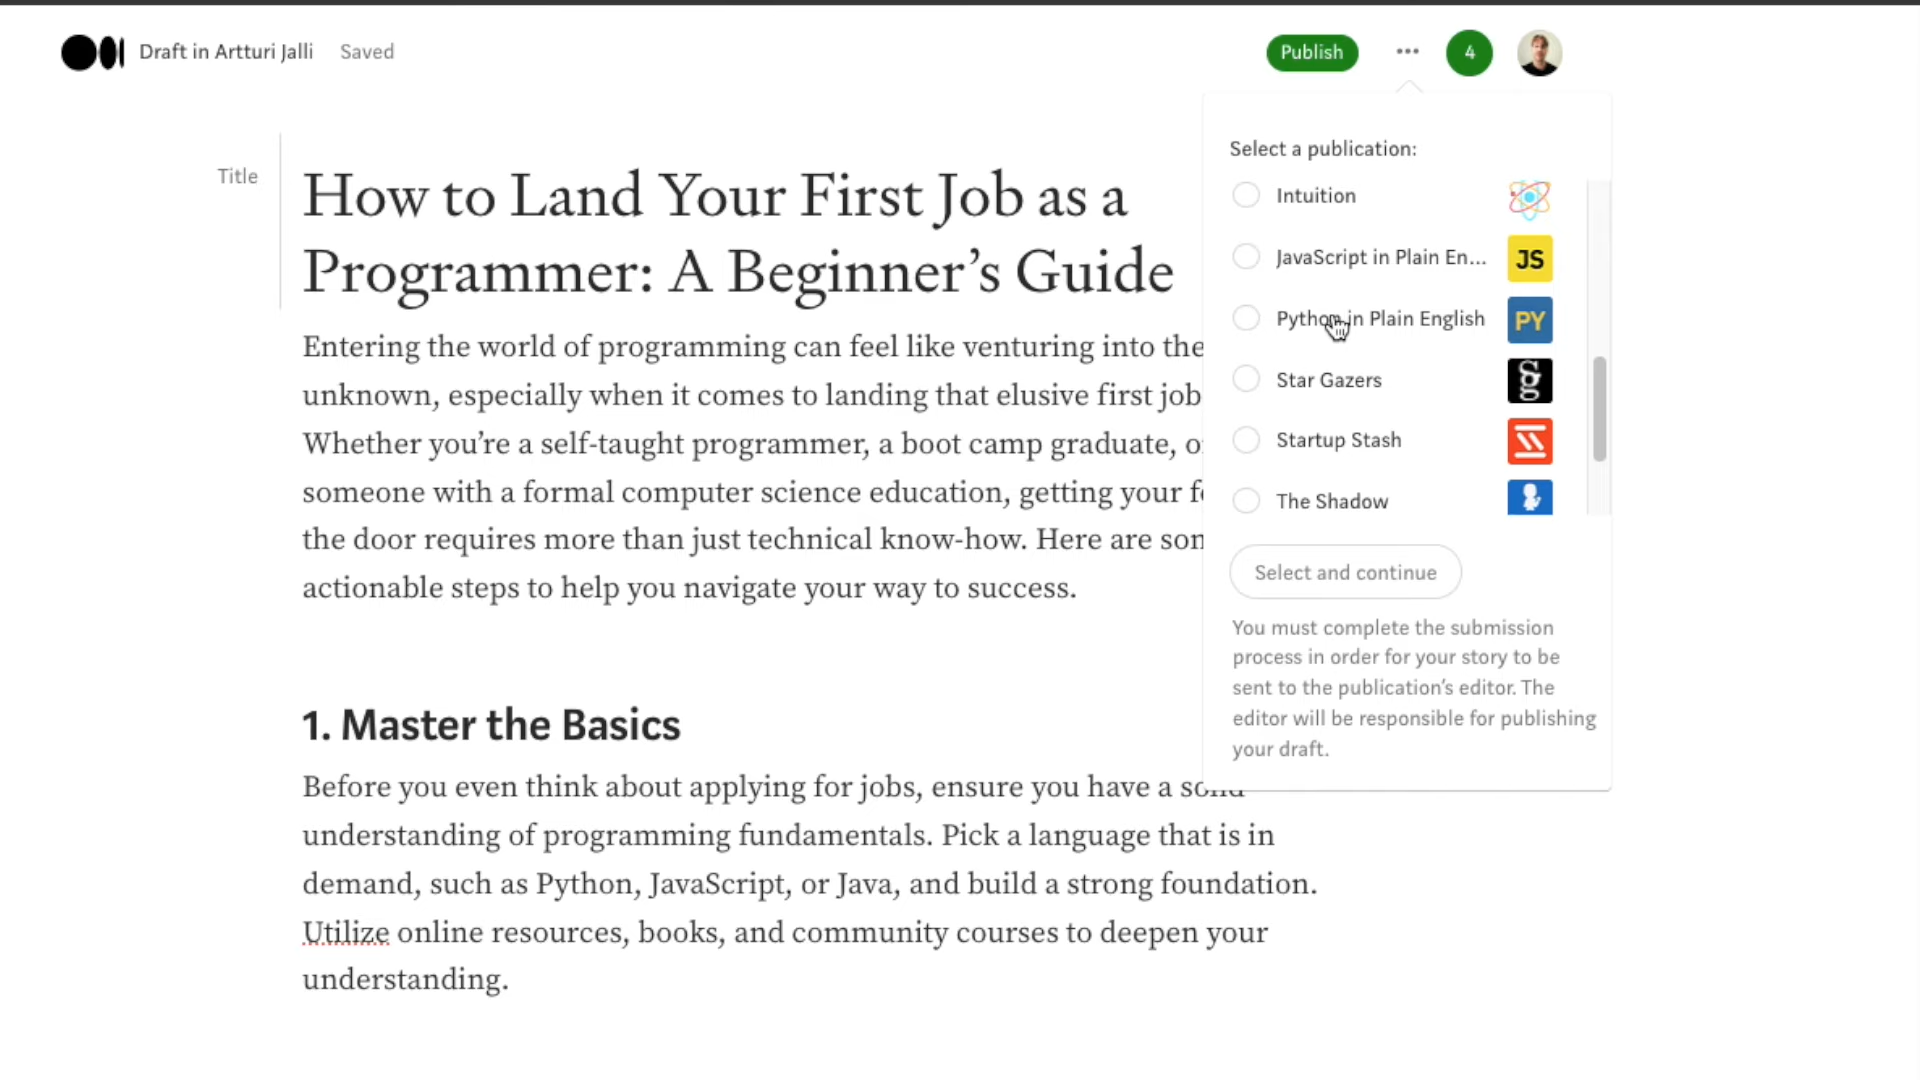 Draft in Artturi Jalli Saved
Publish 4
Select a publication:
Title
How to Land Your First Job as a
Programmer: A Beginner’s Guide
Entering the world of programming can feel like venturing into the
unknown, especially when it comes to landing that elusive first job
Whether you’re a self-taught programmer, a boot camp graduate, o
someone with a formal computer science education, getting your f
the door requires more than just technical know-how. Here are som
actionable steps to help you navigate your way to success.
Intuition
JavaScript in Plain En... JS
Python in Plain English PY
Star Gazers sg
Startup Stash
The Shadow
Select and continue
You must complete the submission
process in order for your story to be
sent to the publication’s editor. The
editor will be responsible for publishing
your draft.
1. Master the Basics
Before you even think about applying for jobs, ensure you have a solid
understanding of programming fundamentals. Pick a language that is in
demand, such as Python, JavaScript, or Java, and build a strong foundation.
Utilize online resources, books, and community courses to deepen your
understanding.